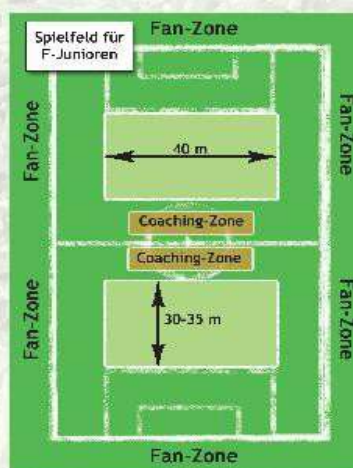 Spielfeld für
F-Junioren
Fan-Zone
Fan-Zone
Fan-Zone
40 m
Coaching-Zone
Coaching-Zone
Fan-Zone
Fan-Zone
30-35 m
Fan-Zone